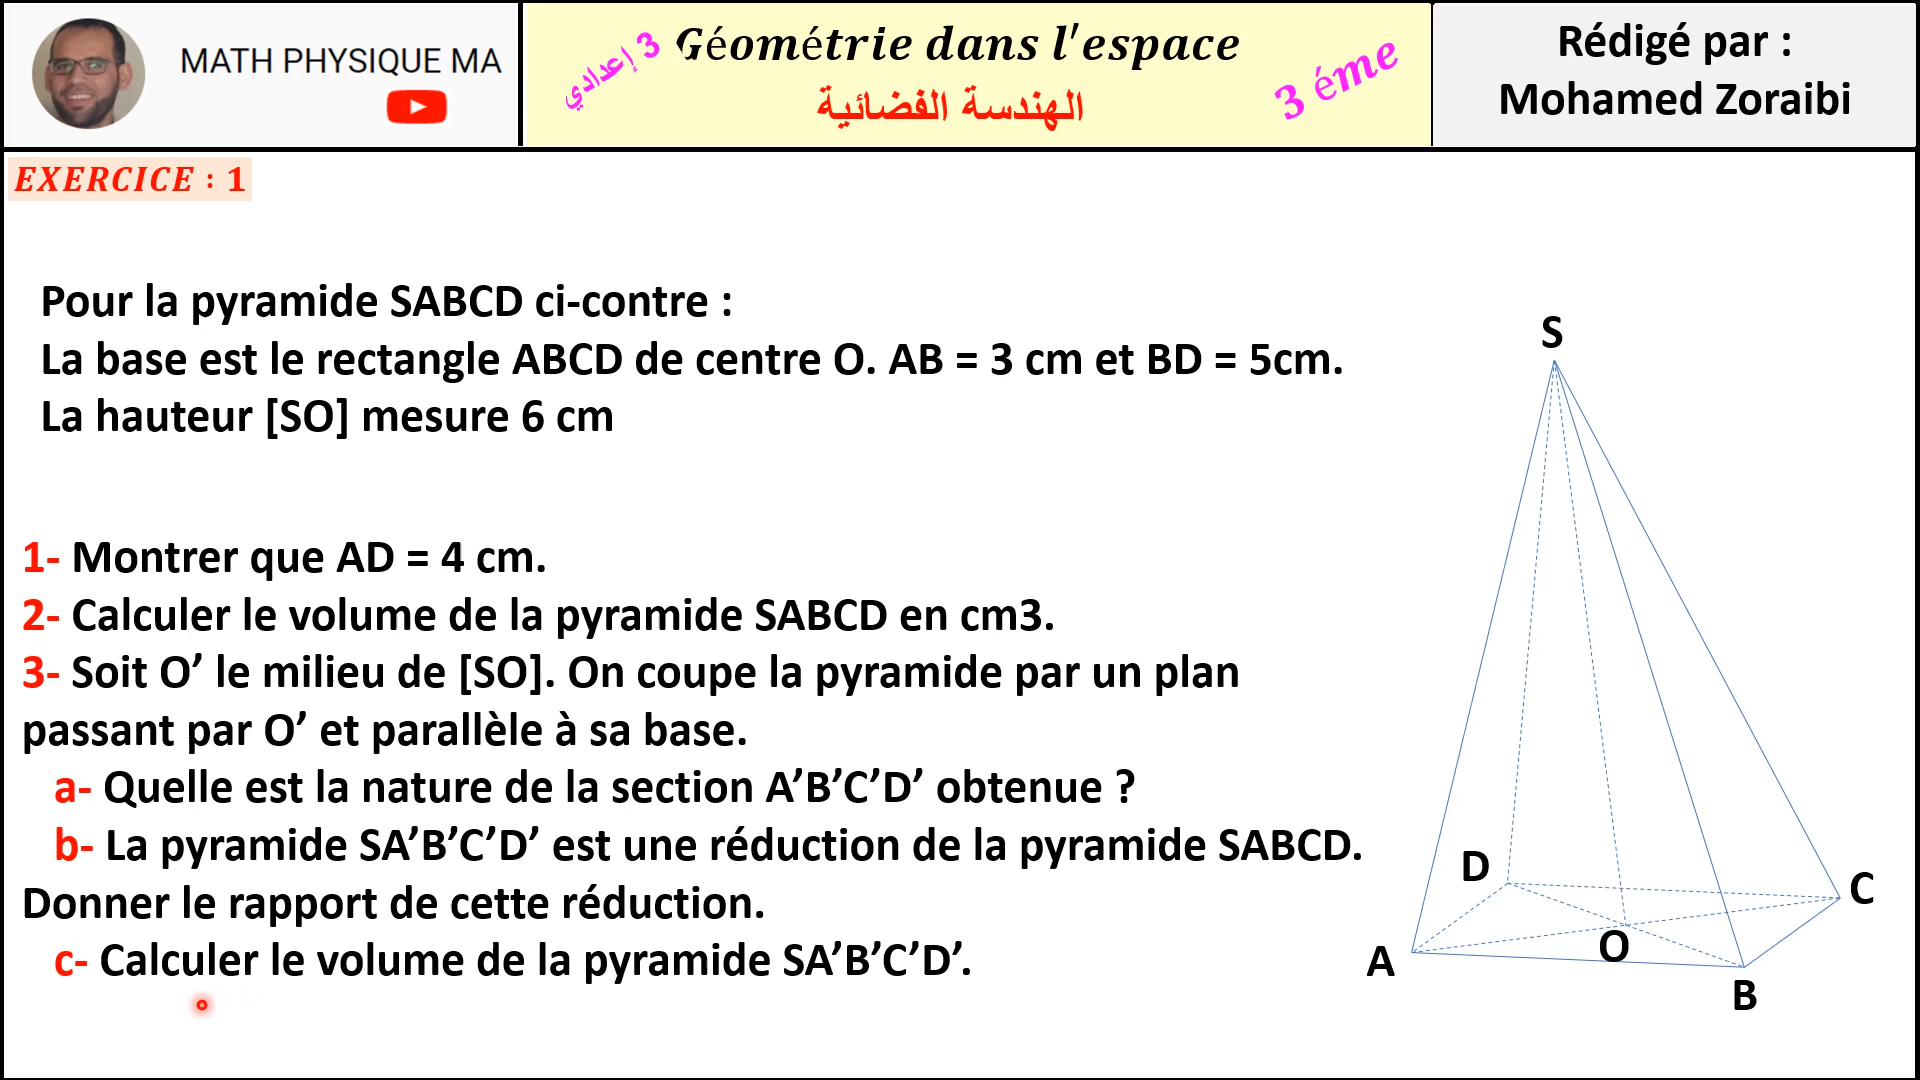 MATH PHYSIQUE MA
3 إعدادي
Géométrie dans l'espace
الهندسة الفضائية
3 éme
Rédigé par :
Mohamed Zoraibi
EXERCICE : 1
Pour la pyramide SABCD ci-contre :
La base est le rectangle ABCD de centre O. AB = 3 cm et BD = 5cm.
La hauteur [SO] mesure 6 cm
1- Montrer que AD = 4 cm.
2- Calculer le volume de la pyramide SABCD en cm3.
3- Soit O’ le milieu de [SO]. On coupe la pyramide par un plan
passant par O’ et parallèle à sa base.
a- Quelle est la nature de la section A’B’C’D’ obtenue ?
b- La pyramide SA’B’C’D’ est une réduction de la pyramide SABCD.
Donner le rapport de cette réduction.
c- Calculer le volume de la pyramide SA’B’C’D’.
S
D
C
A
O
B